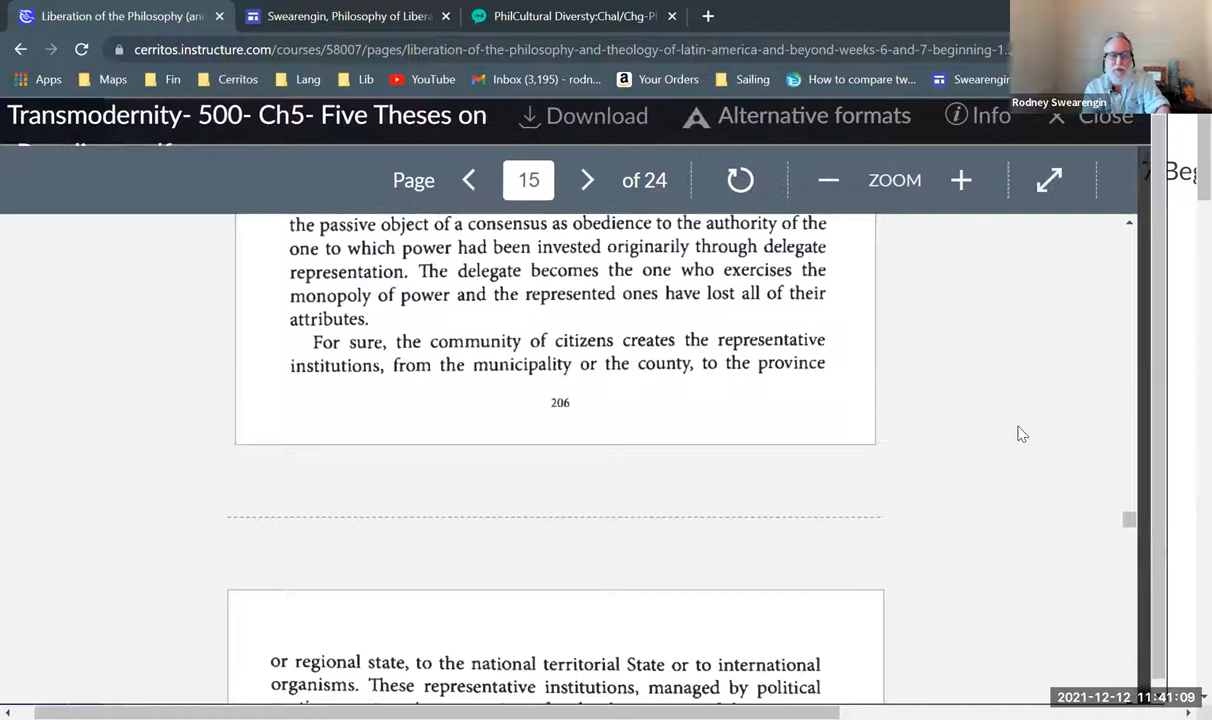 Liberation of the Philosophy (an
Swearengin, Philosophy of Libera
PhilCultural Diversty:Chal/Chg-P
cerritos.instructure.com/courses/58007/pages/liberation-of-the-philosophy-and-theology-of-latin-america-and-beyond-weeks-6-and-7-beginning-1...
Apps Maps Fin Cerritos Lang Lib YouTube Inbox (3,195) - rodn... Your Orders Sailing How to compare tw... Swearengin
Rodney Swearengin
Transmodernity- 500- Ch5- Five Theses on
Download Alternative formats Info Close
Page 15 of 24 ZOOM
7 Beg
the passive object of a consensus as obedience to the authority of the
one to which power had been invested originarily through delegate
representation. The delegate becomes the one who exercises the
monopoly of power and the represented ones have lost all of their
attributes.
For sure, the community of citizens creates the representative
institutions, from the municipality or the county, to the province
206
or regional state, to the national territorial State or to international
organisms. These representative institutions, managed by political
2021-12-12 11:41:09